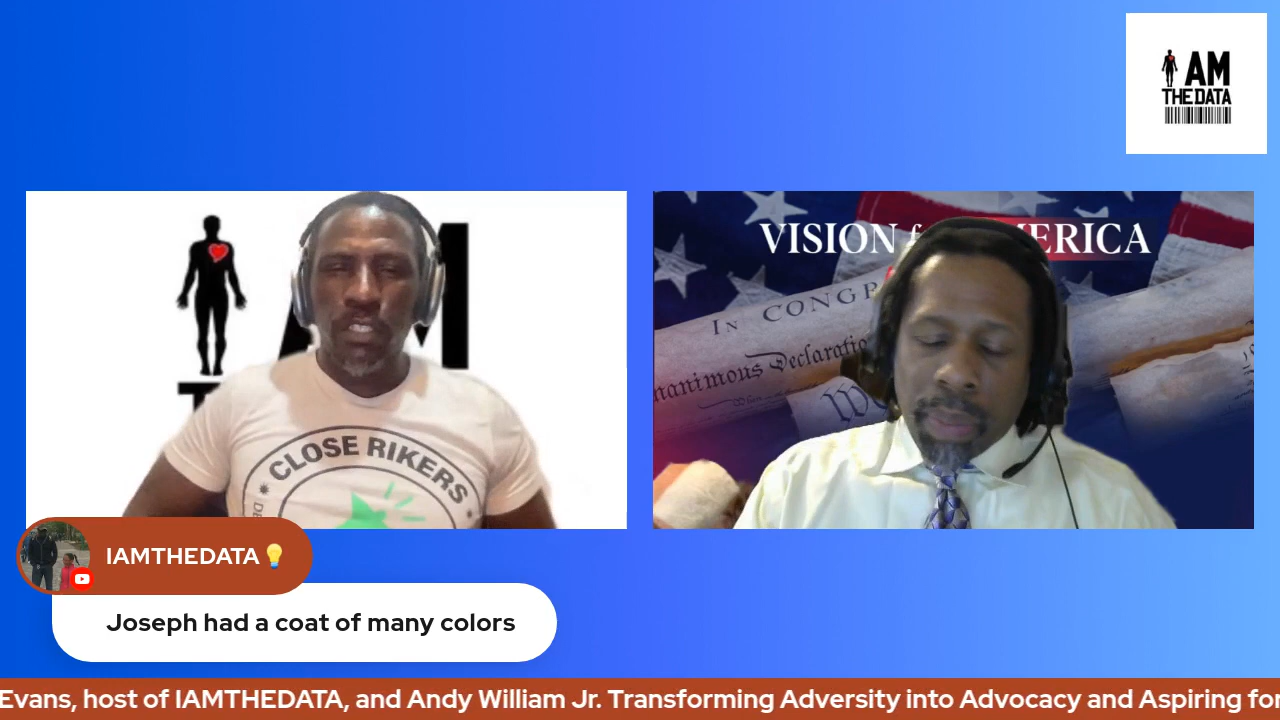 AM
THE DATA
VISION f
ERICA
IN CONGR
nanimous Declaratio
CLOSE RIKERS
IAMTHEDATA💡
Joseph had a coat of many colors
Evans, host of IAMTHEDATA, and Andy William Jr. Transforming Adversity into Advocacy and Aspiring for